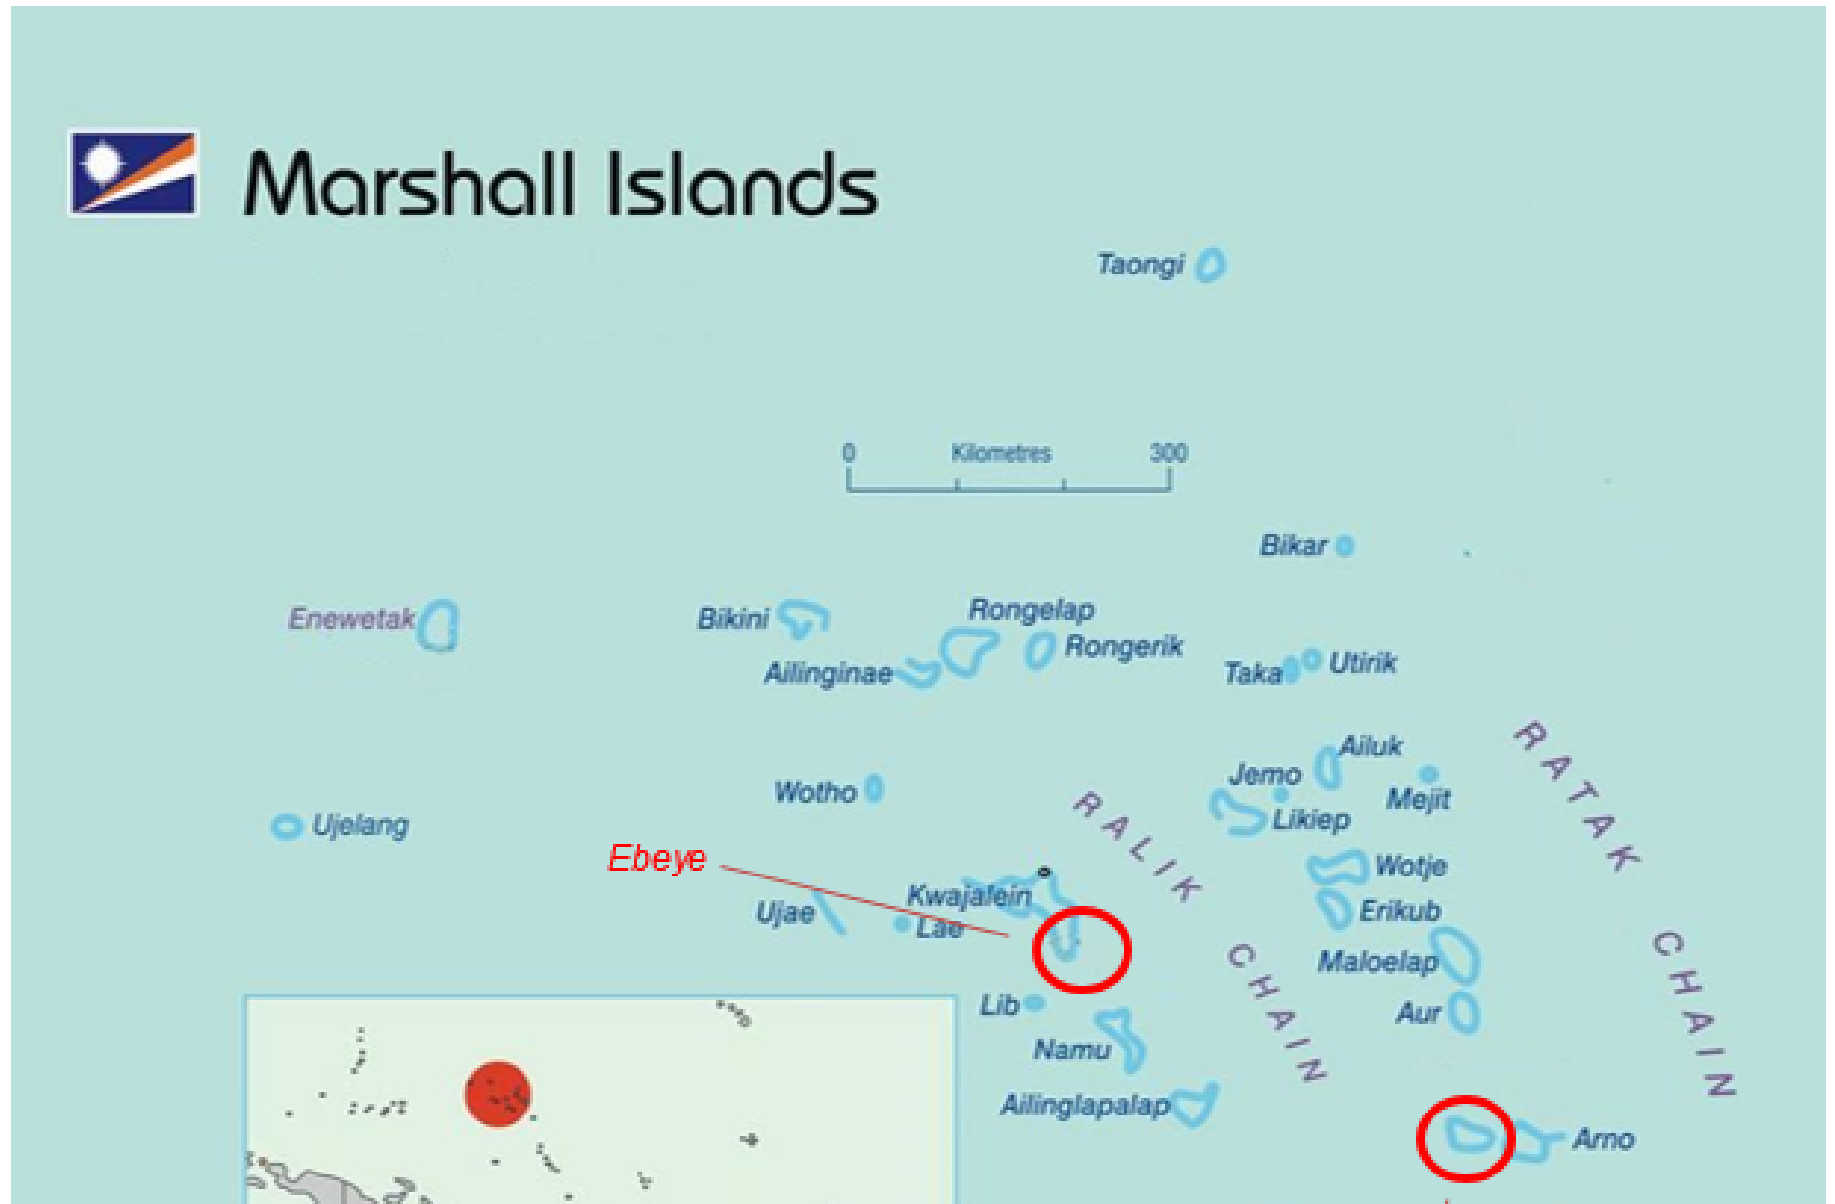 Marshall Islands
Taongi
0 Kilometres 300
Bikar
Enewetak
Bikini
Rongelap
Rongerik
Ailinginae
Taka
Utirik
Ailuk
Jemo
Mejit
Likiep
Wotho
Ujelang
RALIK CHAIN
RATAK CHAIN
Ebeye
Kwajalein
Wotje
Ujae
Lae
Erikub
Maloelap
Lib
Aur
Namu
Ailinglapalap
Arno